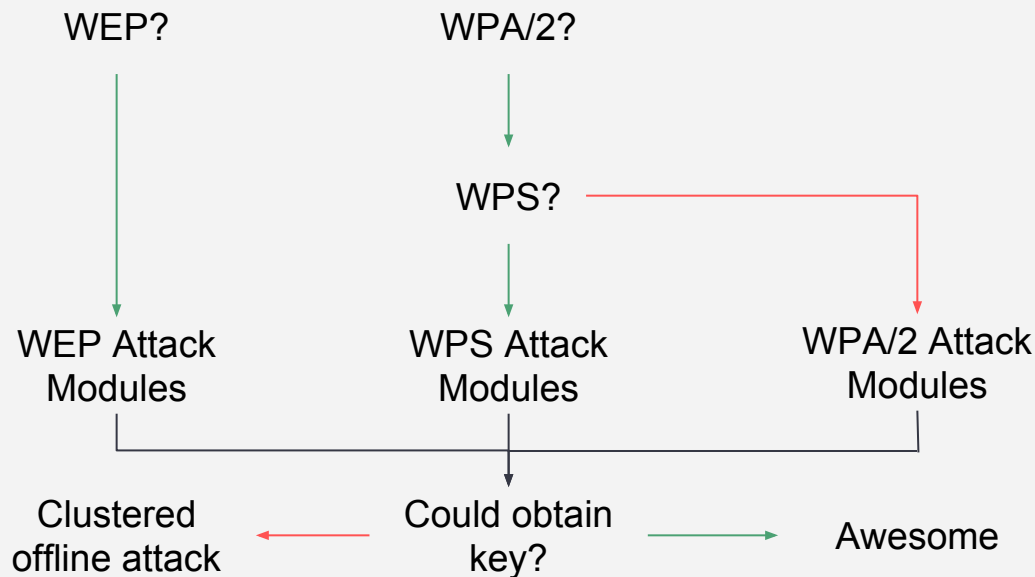 WEP?
WPA/2?
WPS?
WEP Attack
Modules
WPS Attack
Modules
WPA/2 Attack
Modules
Clustered
offline attack
Could obtain
key?
Awesome